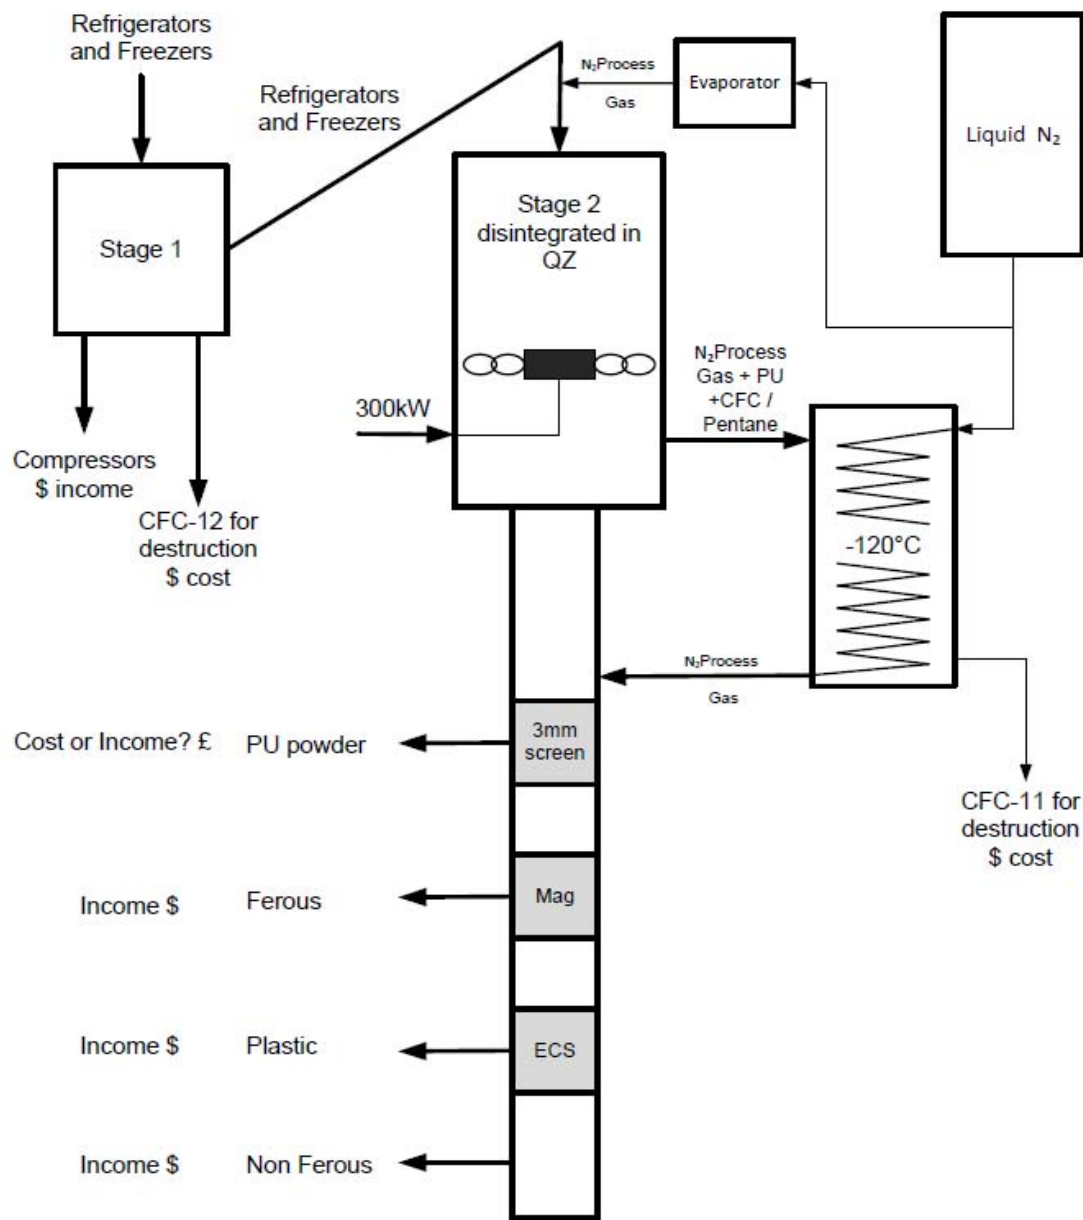 Refrigerators
and Freezers
Refrigerators
and Freezers
N₂Process
Gas
Evaporator
Liquid N₂
Stage 1
Stage 2
disintegrated in
QZ
300kW
N₂Process
Gas + PU
+CFC /
Pentane
-120°C
Compressors
$ income
CFC-12 for
destruction
$ cost
N₂Process
Gas
CFC-11 for
destruction
$ cost
Cost or Income? £
PU powder
3mm
screen
Income $
Ferous
Mag
Income $
Plastic
ECS
Income $
Non Ferous